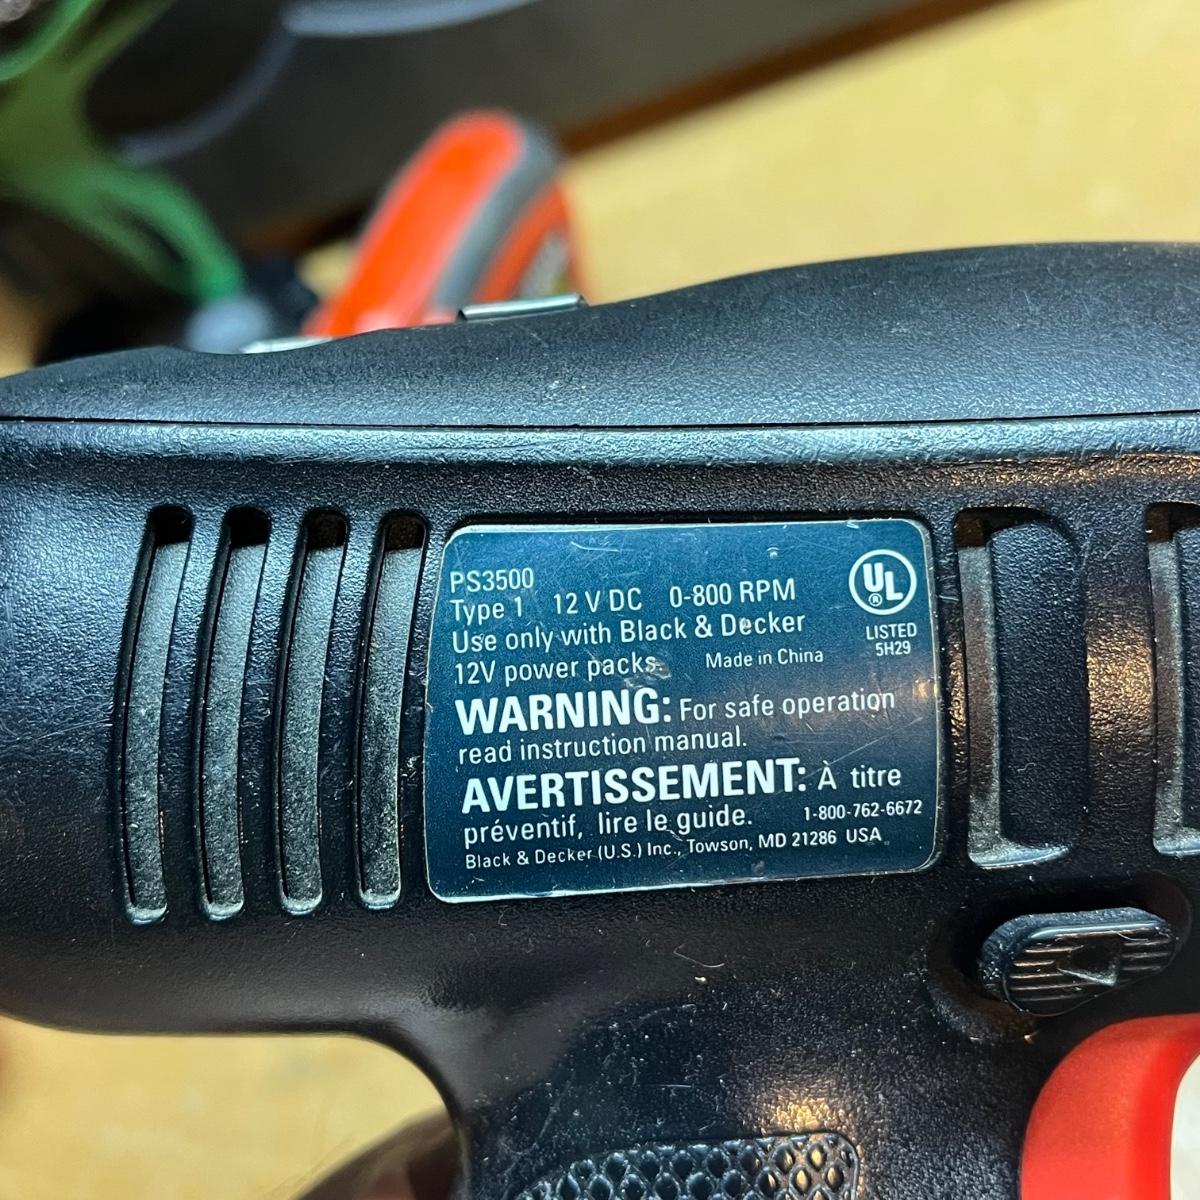 PS3500
Type 1 12 V DC 0-800 RPM
Use only with Black & Decker
12V power packs. Made in China
UL
®
LISTED
5H29
WARNING: For safe operation
read instruction manual.
AVERTISSEMENT: À titre
préventif, lire le guide. 1-800-762-6672
Black & Decker (U.S.) Inc., Towson, MD 21286 USA